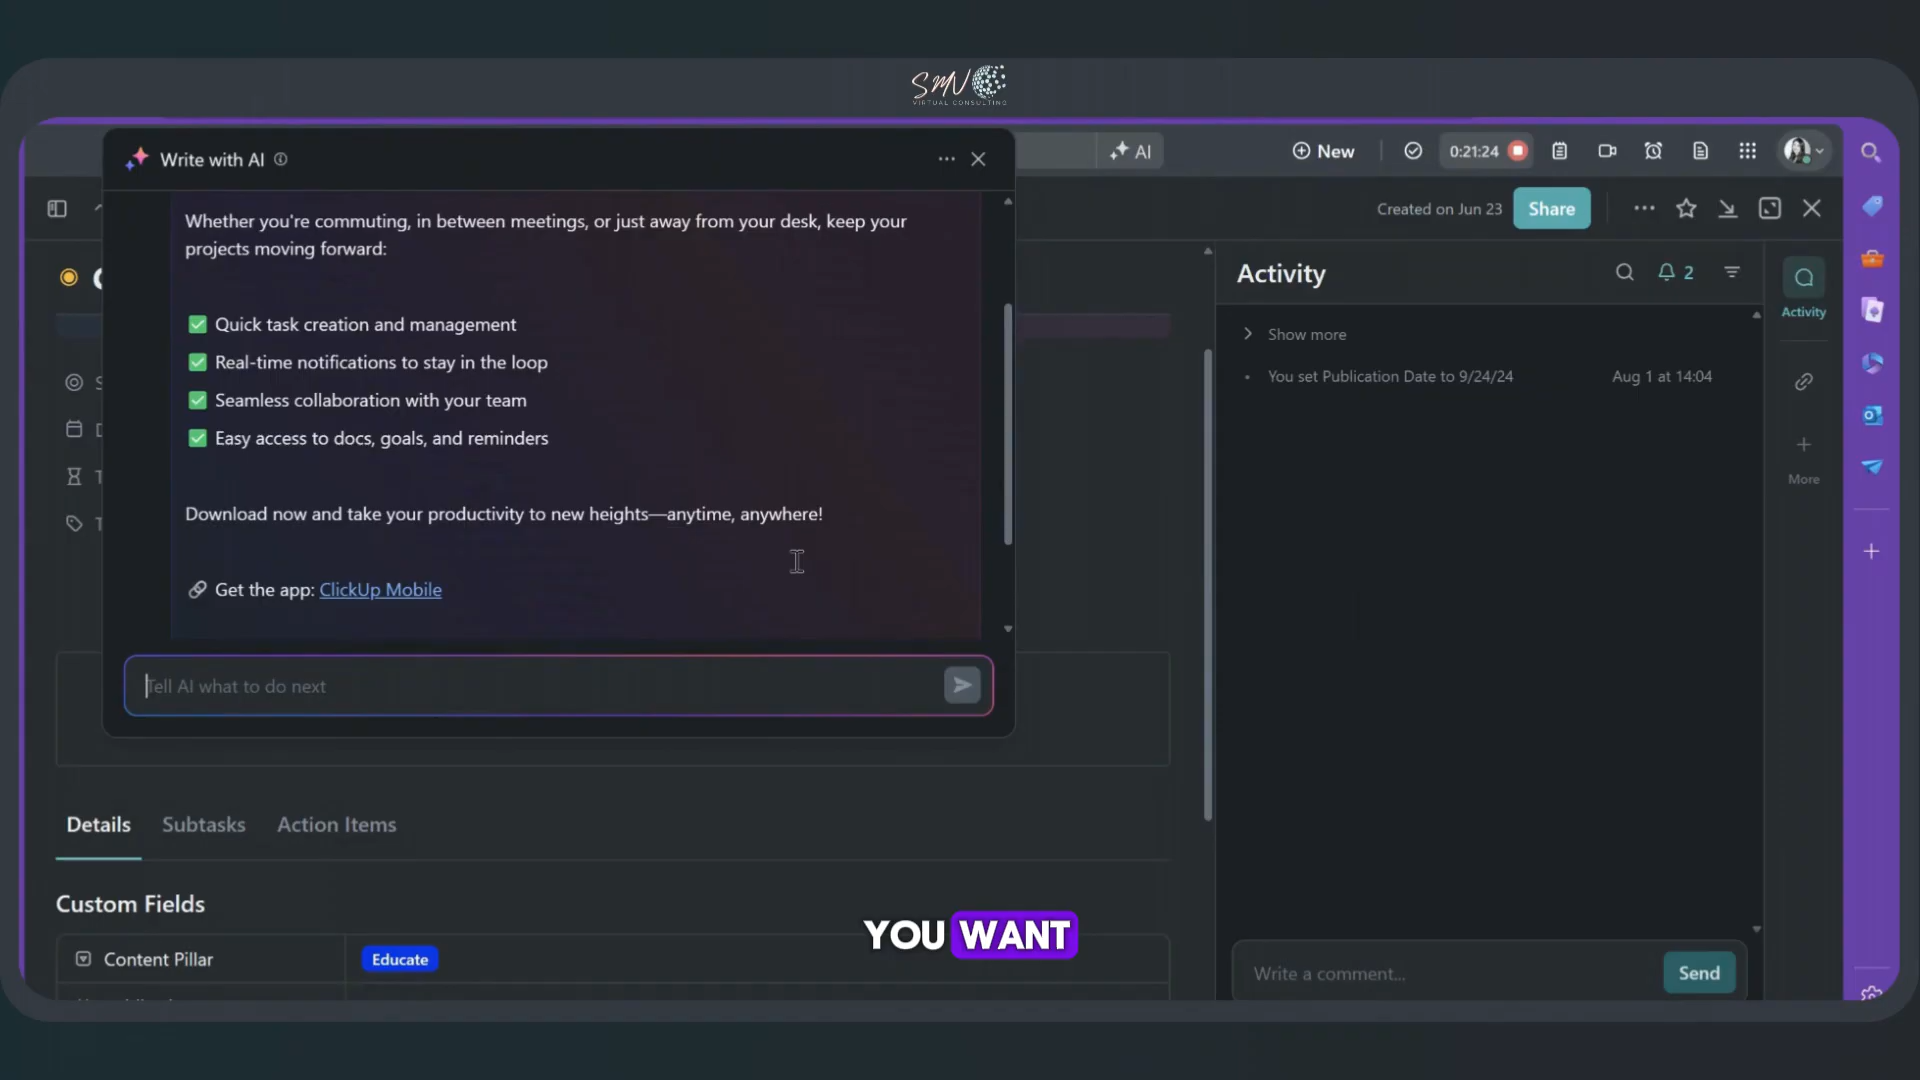 SMV
VIRTUAL CONSULTING
Write with AI
AI
New
0:21:24
Created on Jun 23
Share
Whether you're commuting, in between meetings, or just away from your desk, keep your
projects moving forward:
✅ Quick task creation and management
✅ Real-time notifications to stay in the loop
✅ Seamless collaboration with your team
✅ Easy access to docs, goals, and reminders
Download now and take your productivity to new heights—anytime, anywhere!
🔗 Get the app: ClickUp Mobile
Tell AI what to do next
Activity
2
Activity
Show more
• You set Publication Date to 9/24/24
Aug 1 at 14:04
More
Details
Subtasks
Action Items
Custom Fields
Content Pillar
Educate
YOU WANT
Write a comment...
Send